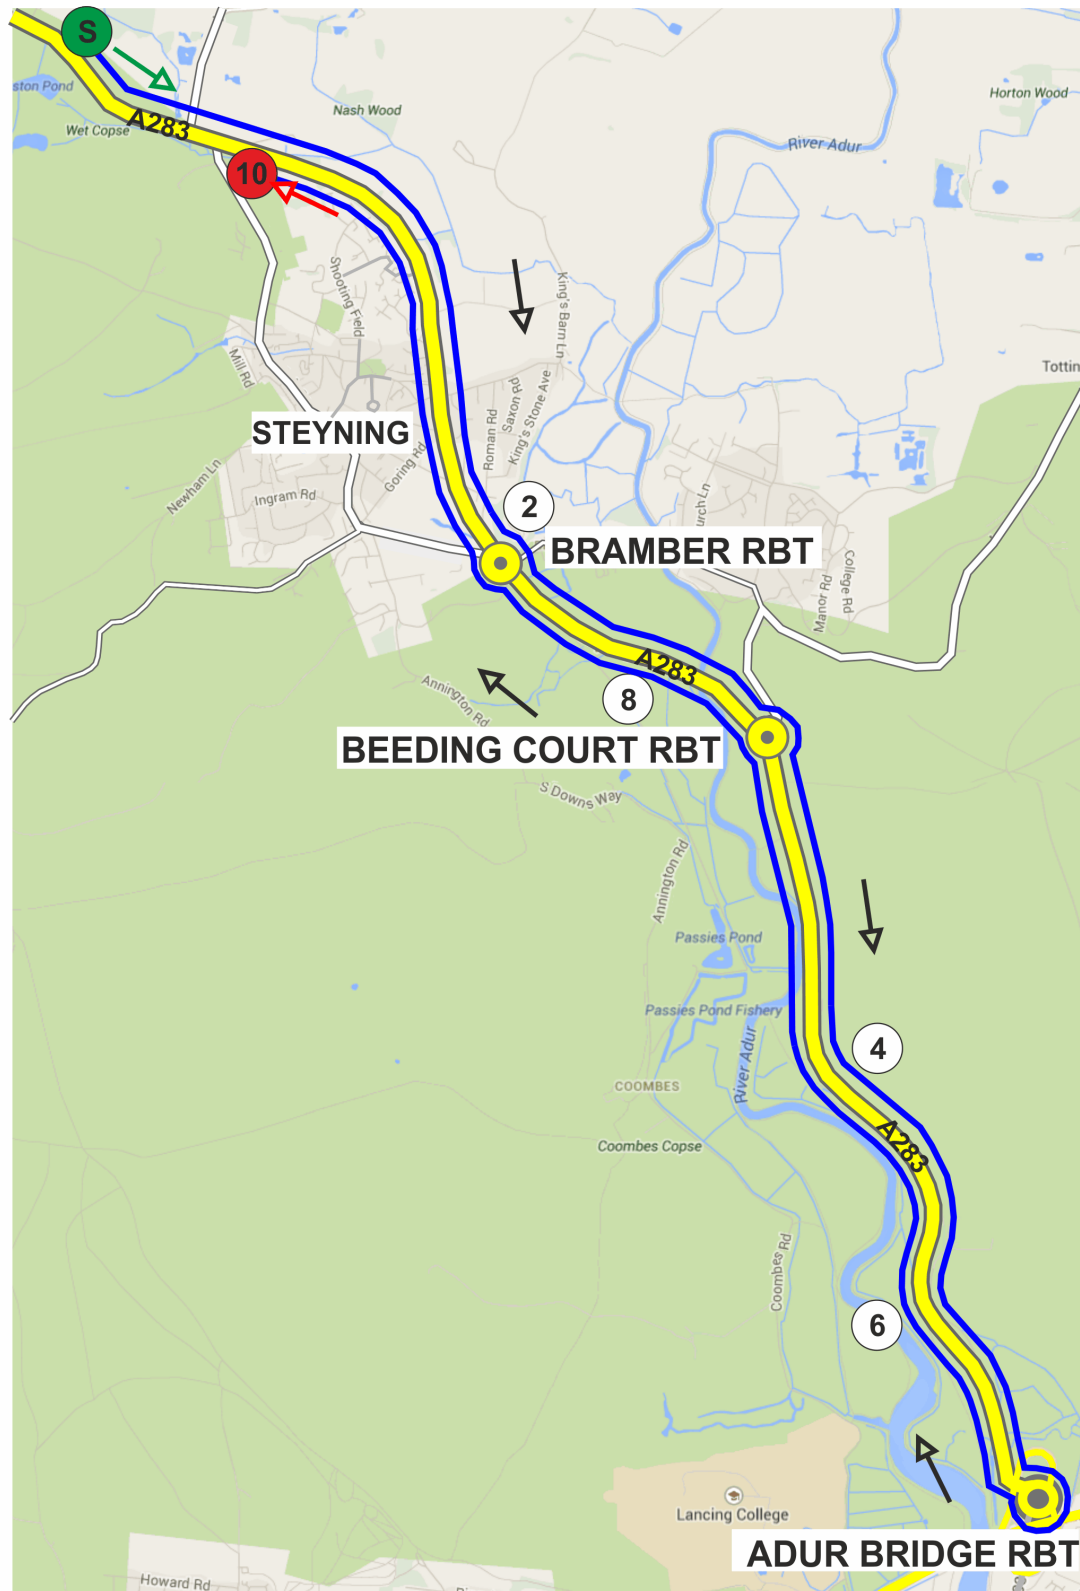 S
ston Pond
Wet Copse
A283
Nash Wood
Horton Wood
River Adur
10
Shooting Field
King's Barn Ln
Mill Rd
Tottin
Saxon Rd
King's Stone Ave
Roman Rd
STEYNING
Goring Rd
Newham Ln
Ingram Rd
2
urch Ln
BRAMBER RBT
College Rd
Manor Rd
A283
8
Annington Rd
BEEDING COURT RBT
S Downs Way
Annington Rd
Passies Pond
Passies Pond Fishery
4
River Adur
COOMBES
A283
Coombes Copse
Coombes Rd
6
Lancing College
ADUR BRIDGE RBT
Howard Rd